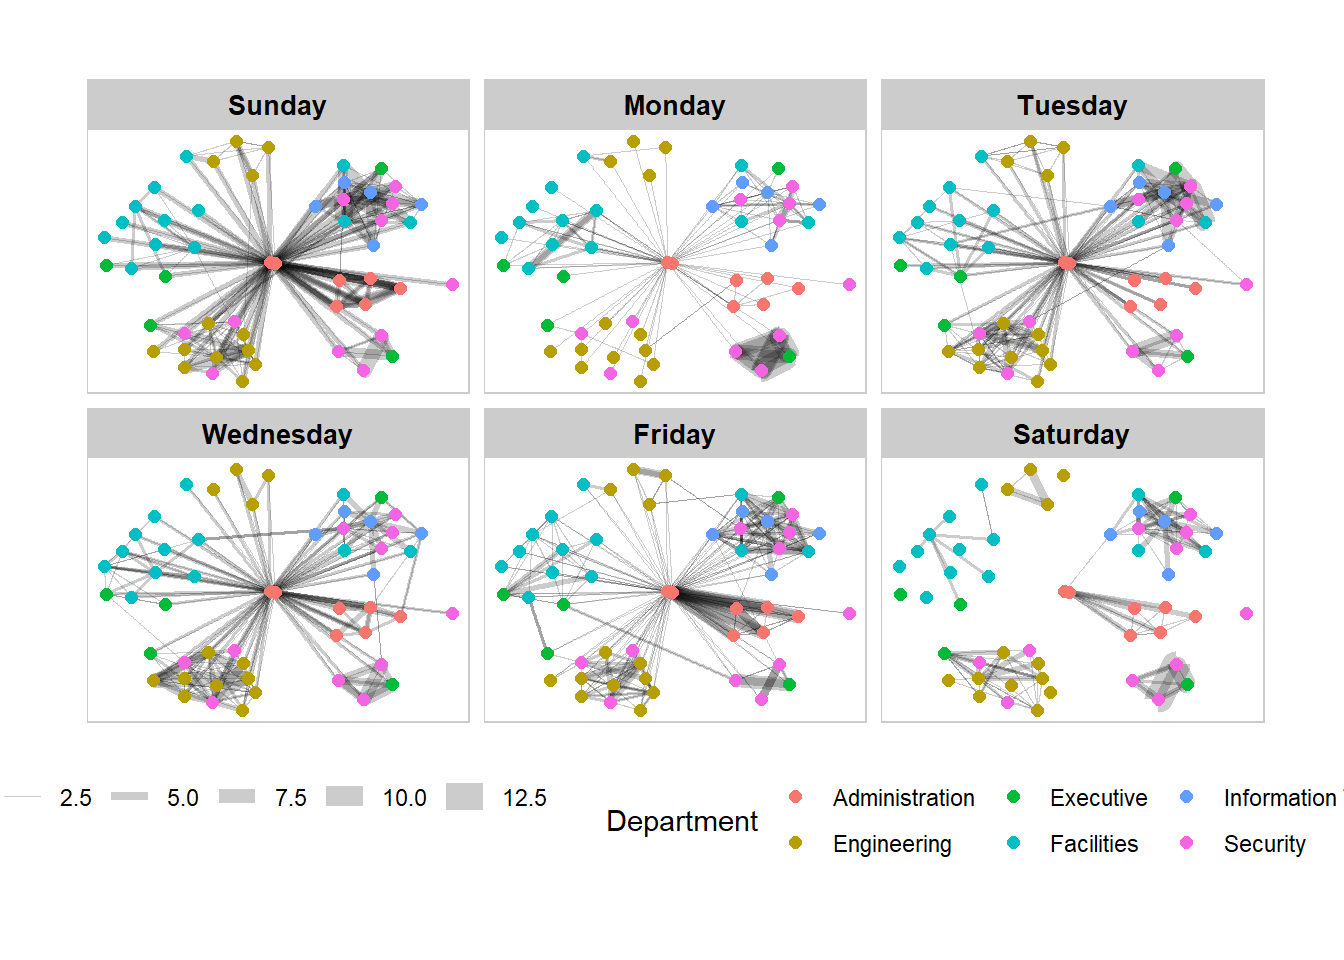 Sunday Monday Tuesday
Wednesday Friday Saturday
2.5 5.0 7.5 10.0 12.5
Department
Administration Executive Information
Engineering Facilities Security